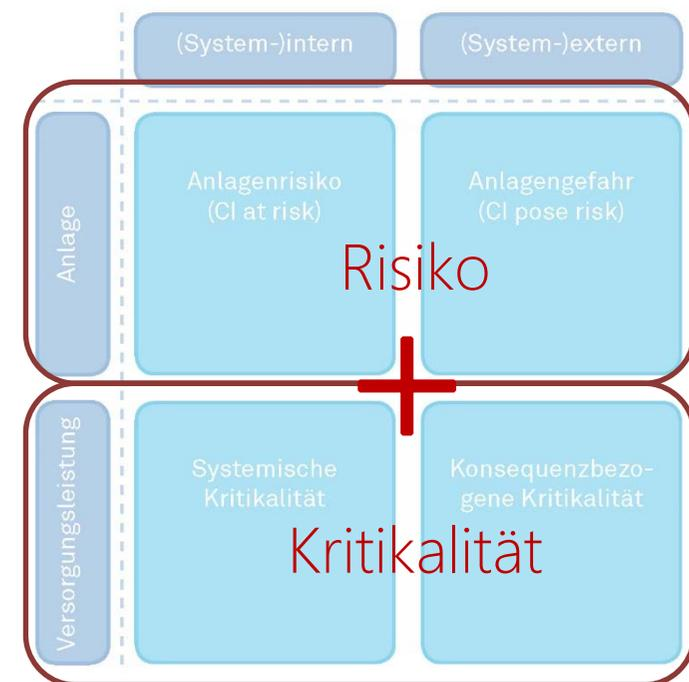 (System-)intern
(System-)extern
Anlage
Anlagenrisiko
(CI at risk)
Anlagengefahr
(CI pose risk)
Risiko
Versorgungsleistung
Systemische
Kritikalität
Konsequenzbezo-
gene Kritikalität
Kritikalität